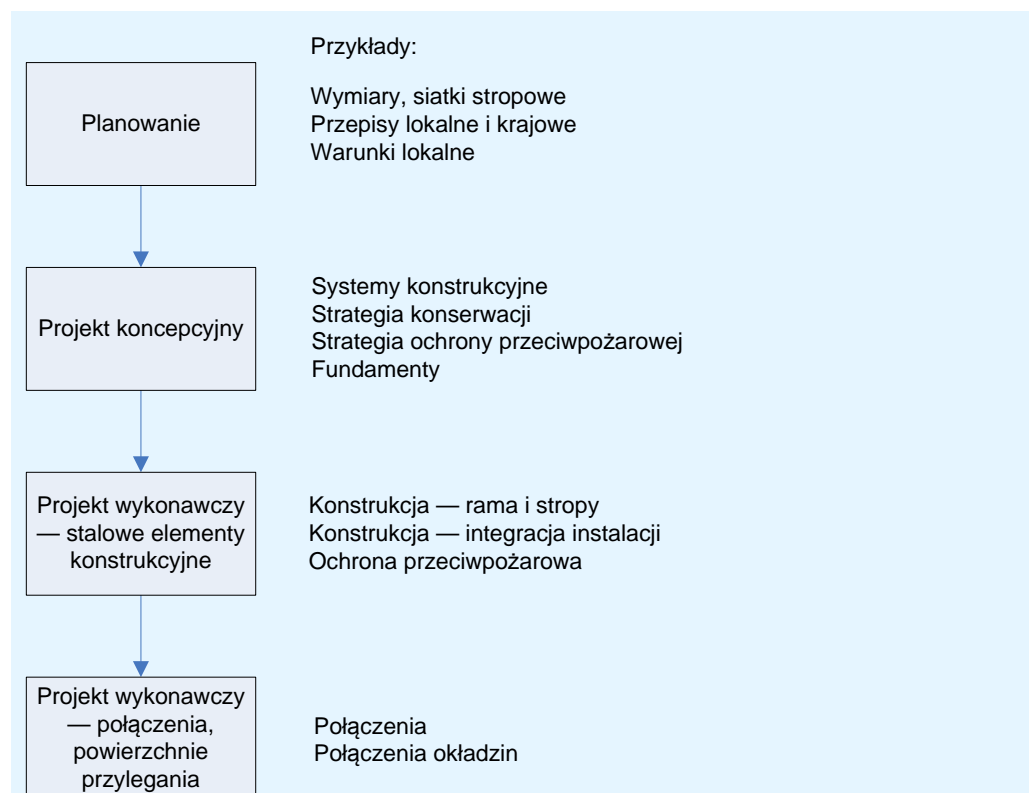 Przykłady:
Planowanie
Wymiary, siatki stropowe
Przepisy lokalne i krajowe
Warunki lokalne
Projekt koncepcyjny
Systemy konstrukcyjne
Strategia konserwacji
Strategia ochrony przeciwpożarowej
Fundamenty
Projekt wykonawczy
— stalowe elementy
konstrukcyjne
Konstrukcja — rama i stropy
Konstrukcja — integracja instalacji
Ochrona przeciwpożarowa
Projekt wykonawczy
— połączenia,
powierzchnie
przylegania
Połączenia
Połączenia okładzin